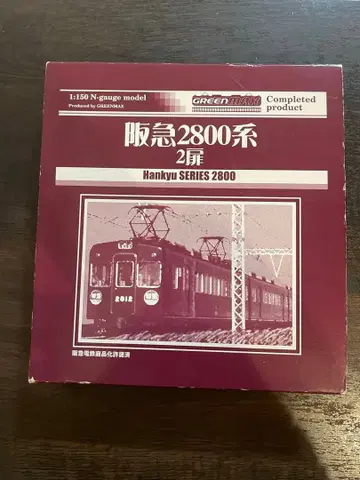 1:150 N-gauge model
Produced by GREENMAX
GREENMAX
Completed
product
阪急2800系
2扉
Hankyu SERIES 2800
2812
阪急電鉄商品化許諾済